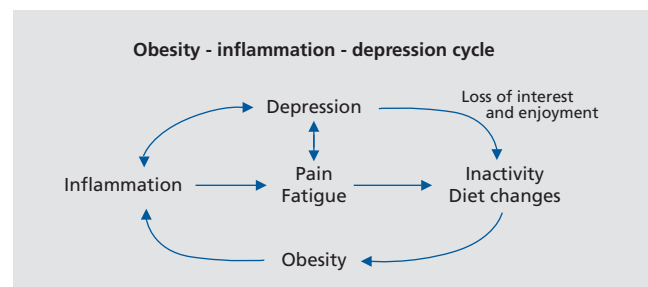 Obesity - inflammation - depression cycle
Depression
Loss of interest
and enjoyment
Inflammation
Pain
Fatigue
Inactivity
Diet changes
Obesity